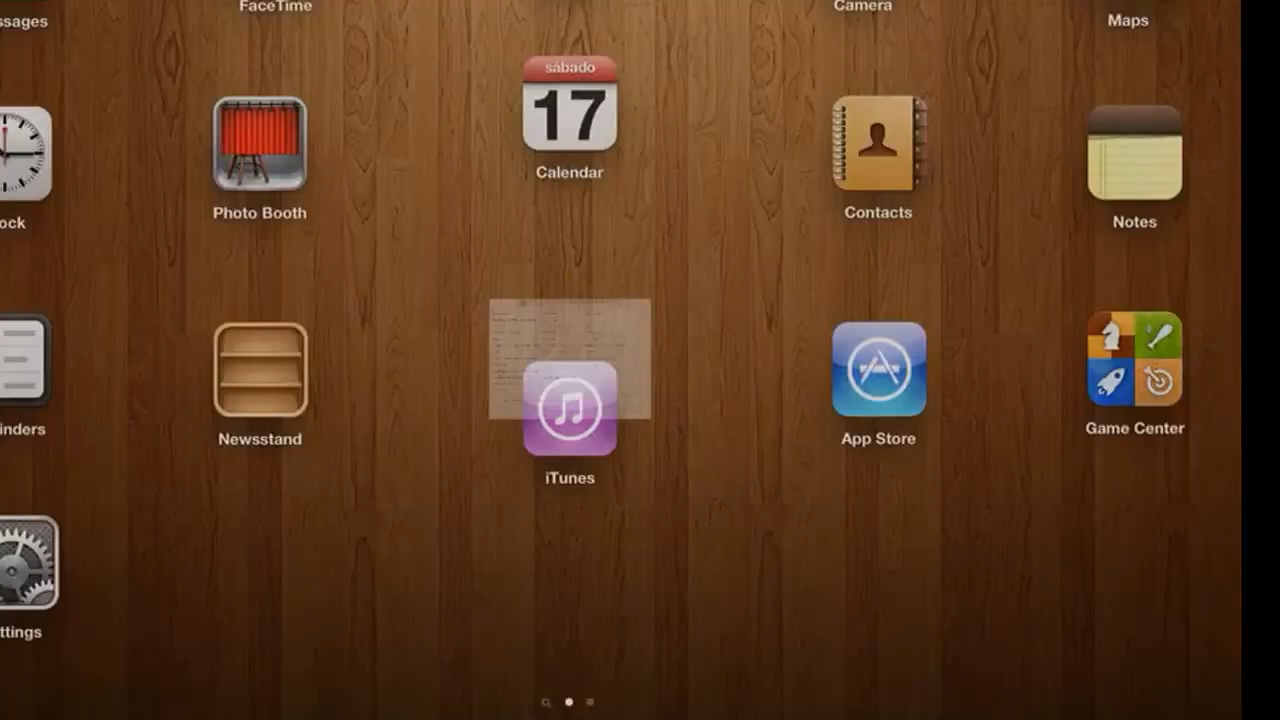 FaceTime
Camera
ssages
Maps
sábado
17
Calendar
Photo Booth
Contacts
ock
Notes
inders
Newsstand
iTunes
App Store
Game Center
ttings